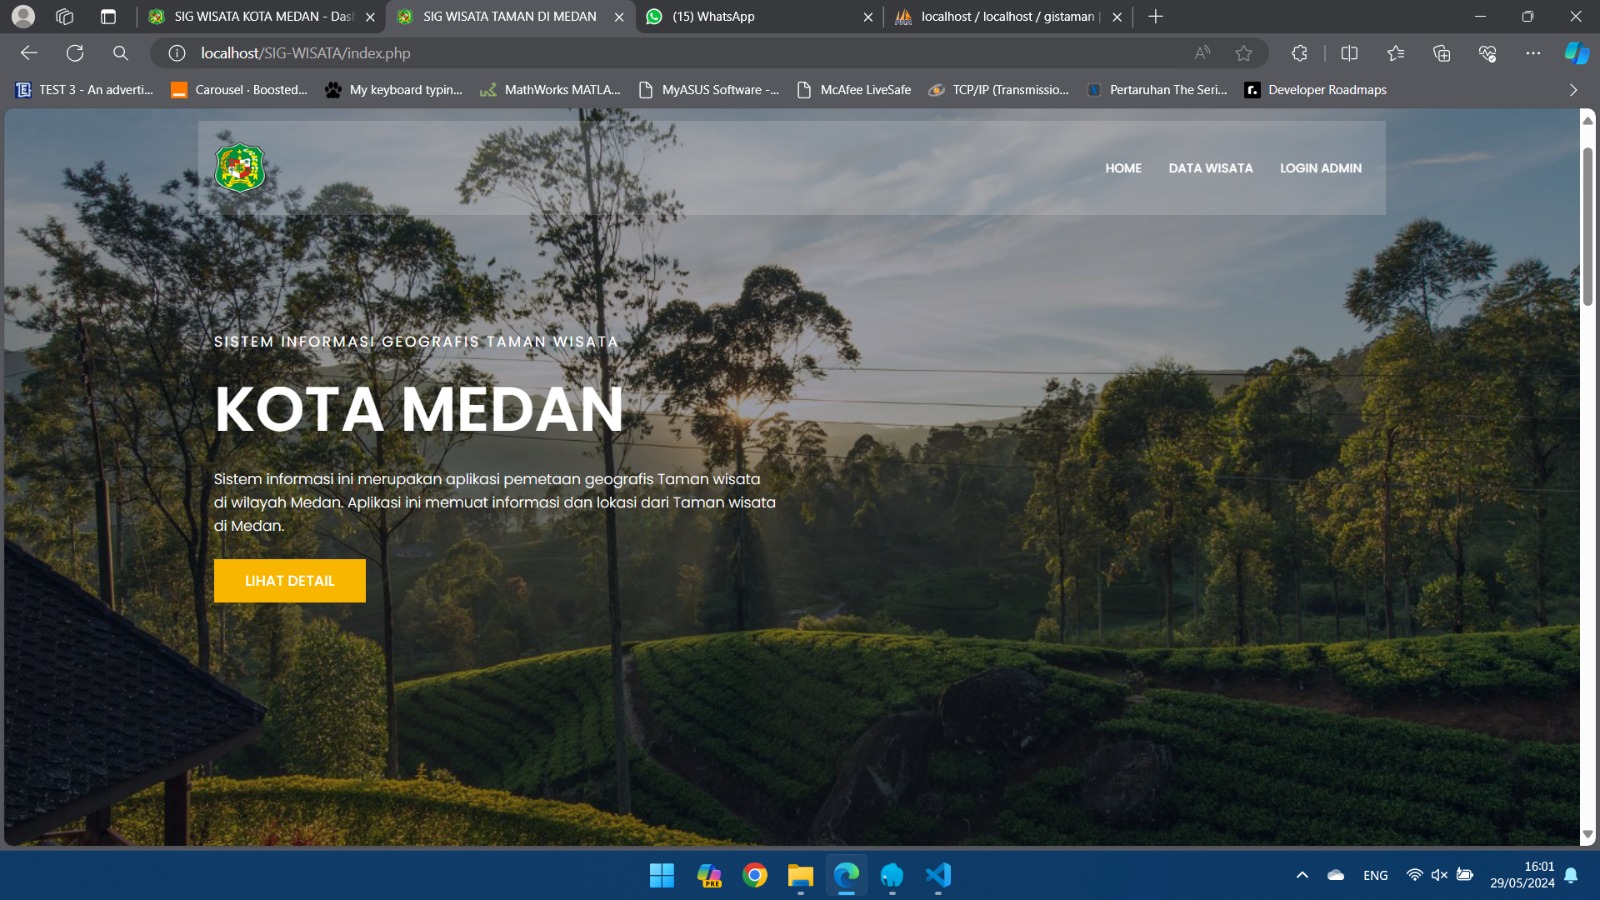 SIG WISATA KOTA MEDAN - Das
SIG WISATA TAMAN DI MEDAN
(15) WhatsApp
localhost / localhost / gistaman |
localhost/SIG-WISATA/index.php
TEST 3 - An adverti...
Carousel · Boosted...
My keyboard typin...
MathWorks MATLA...
MyASUS Software -...
McAfee LiveSafe
TCP/IP (Transmissio...
Pertaruhan The Seri...
Developer Roadmaps
HOME
DATA WISATA
LOGIN ADMIN
SISTEM INFORMASI GEOGRAFIS TAMAN WISATA
KOTA MEDAN
Sistem informasi ini merupakan aplikasi pemetaan geografis Taman wisata
di wilayah Medan. Aplikasi ini memuat informasi dan lokasi dari Taman wisata
di Medan.
LIHAT DETAIL
PRE
ENG
16:01
29/05/2024